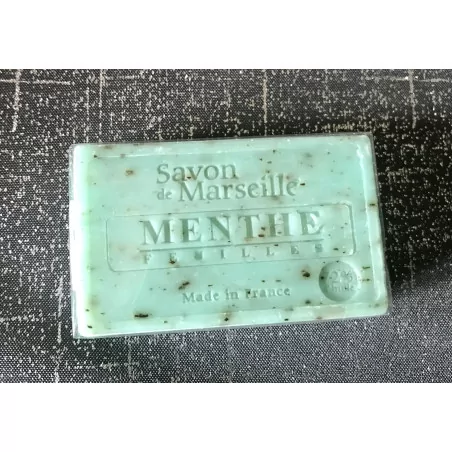 Savon
de Marseille
MENTHE
FEUILLES
Made in France